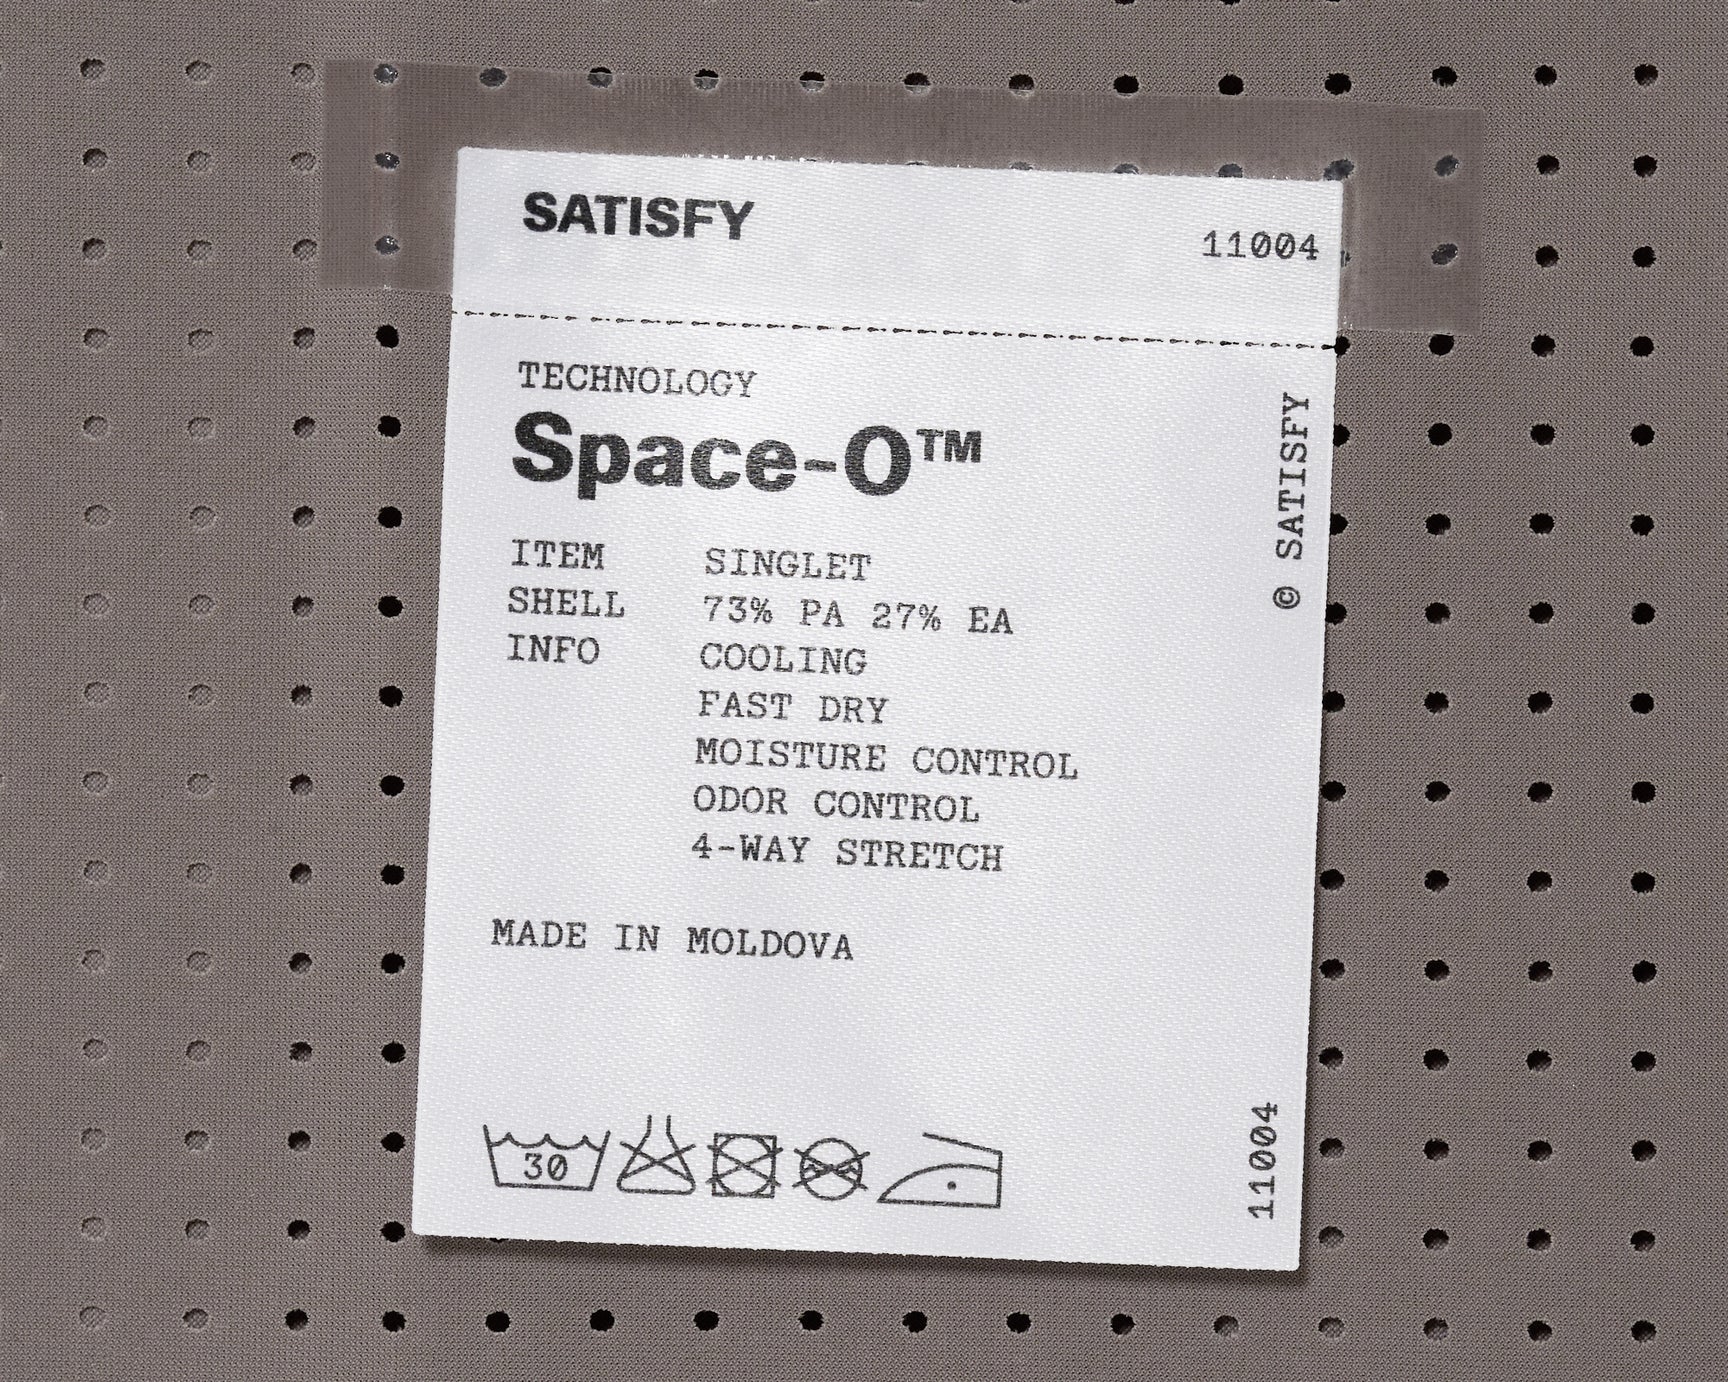 SATISFY
11004
TECHNOLOGY
Space-O™
ITEM SINGLET
SHELL 73% PA 27% EA
INFO COOLING
FAST DRY
MOISTURE CONTROL
ODOR CONTROL
4-WAY STRETCH
MADE IN MOLDOVA
30
© SATISFY
11004